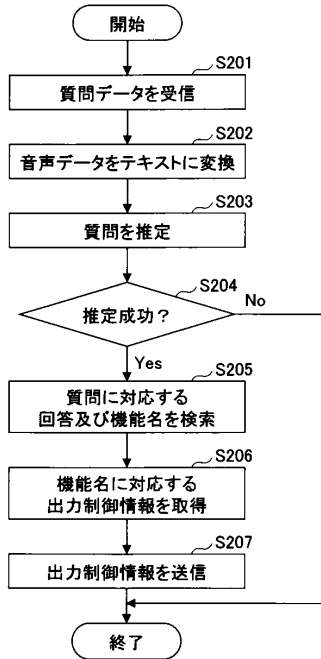 開始
S201
質問データを受信
S202
音声データをテキストに変換
S203
質問を推定
S204
推定成功?
No
Yes
S205
質問に対応する
回答及び機能名を検索
S206
機能名に対応する
出力制御情報を取得
S207
出力制御情報を送信
終了